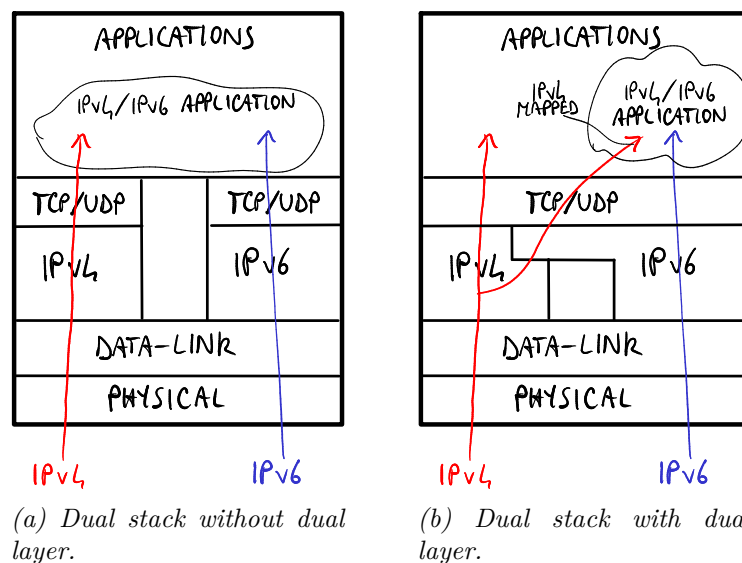 APPLICATIONS
IPv4/IPv6 APPLICATION
TCP/UDP
TCP/UDP
IPv4
IPv6
DATA-LINK
PHYSICAL
IPv4
IPv6
(a) Dual stack without dual
layer.
APPLICATIONS
IPv4
MAPPED
IPv4/IPv6
APPLICATION
TCP/UDP
IPv4
IPv6
DATA-LINK
PHYSICAL
IPv4
IPv6
(b) Dual stack with dual
layer.